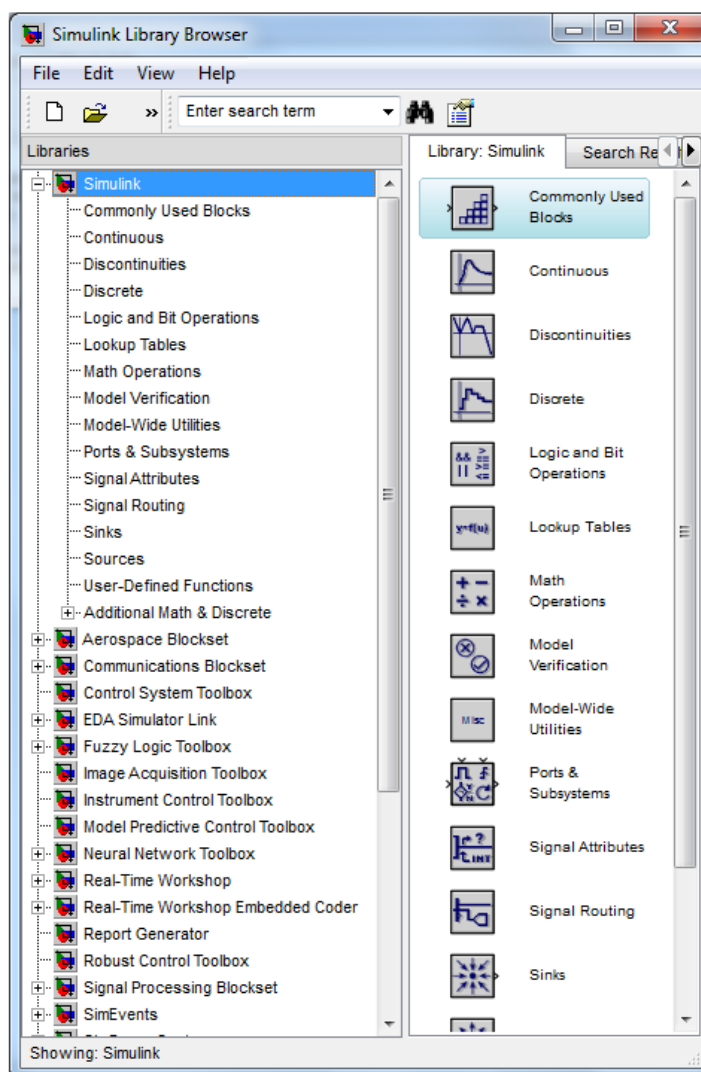 Simulink Library Browser
File Edit View Help
» Enter search term
Libraries
Simulink
Commonly Used Blocks
Continuous
Discontinuities
Discrete
Logic and Bit Operations
Lookup Tables
Math Operations
Model Verification
Model-Wide Utilities
Ports & Subsystems
Signal Attributes
Signal Routing
Sinks
Sources
User-Defined Functions
Additional Math & Discrete
Aerospace Blockset
Communications Blockset
Control System Toolbox
EDA Simulator Link
Fuzzy Logic Toolbox
Image Acquisition Toolbox
Instrument Control Toolbox
Model Predictive Control Toolbox
Neural Network Toolbox
Real-Time Workshop
Real-Time Workshop Embedded Coder
Report Generator
Robust Control Toolbox
Signal Processing Blockset
SimEvents
Library: Simulink Search Re
Commonly Used
Blocks
Continuous
Discontinuities
Discrete
&& > == || >= <=
Logic and Bit
Operations
y=f(u)
Lookup Tables
+ − ÷ ×
Math
Operations
Model
Verification
Misc
Model-Wide
Utilities
Ports &
Subsystems
? INT
Signal Attributes
Signal Routing
Sinks
Showing: Simulink